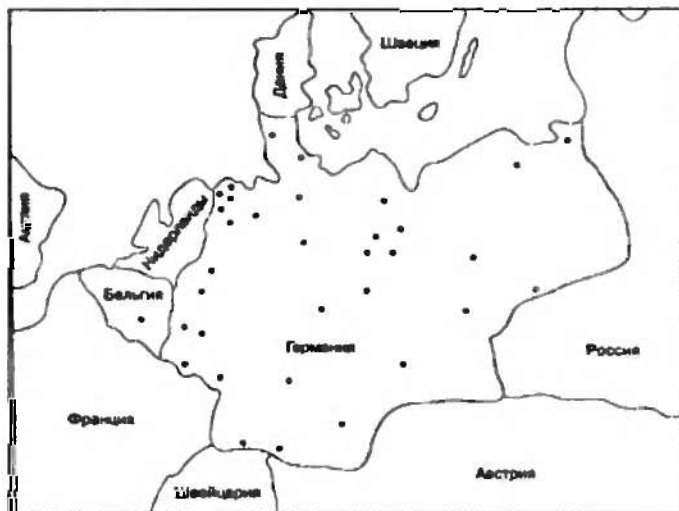 Швеция
Дания
Англия
Нидерланды
Бельгия
Германия
Россия
Франция
Австрия
Швейцария